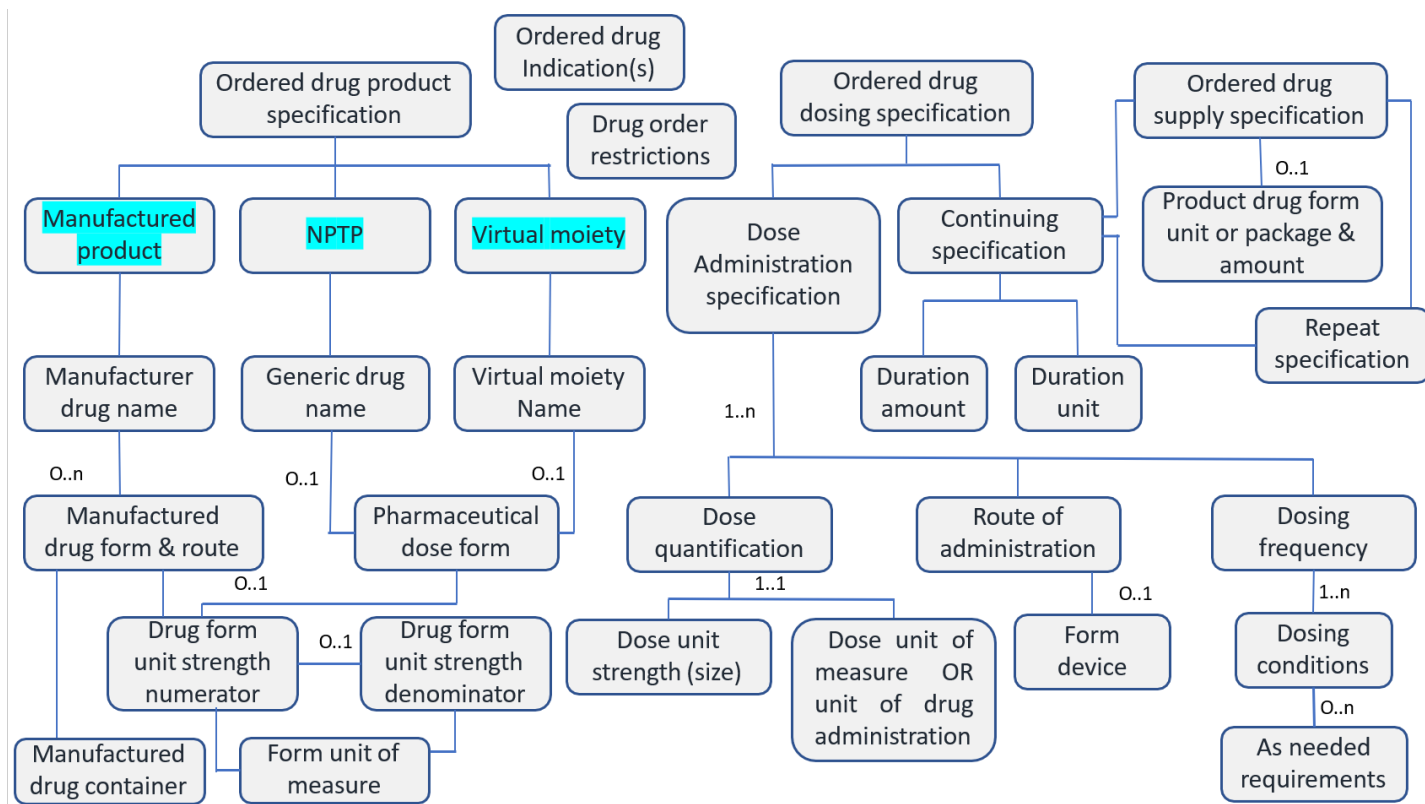 Ordered drug
Indication(s)
Ordered drug product
specification
Ordered drug
dosing specification
Ordered drug
supply specification
Drug order
restrictions
O..1
Manufactured
product
NPTP
Virtual moiety
Dose
Administration
specification
Continuing
specification
Product drug form
unit or package &
amount
Repeat
specification
Manufacturer
drug name
Generic drug
name
Virtual moiety
Name
Duration
amount
Duration
unit
1..n
O..n
O..1
O..1
Manufactured
drug form & route
Pharmaceutical
dose form
Dose
quantification
Route of
administration
Dosing
frequency
O..1
1..1
O..1
1..n
Drug form
unit strength
numerator
O..1
Drug form
unit strength
denominator
Dose unit
strength (size)
Dose unit of
measure OR
unit of drug
administration
Form
device
Dosing
conditions
O..n
Manufactured
drug container
Form unit of
measure
As needed
requirements